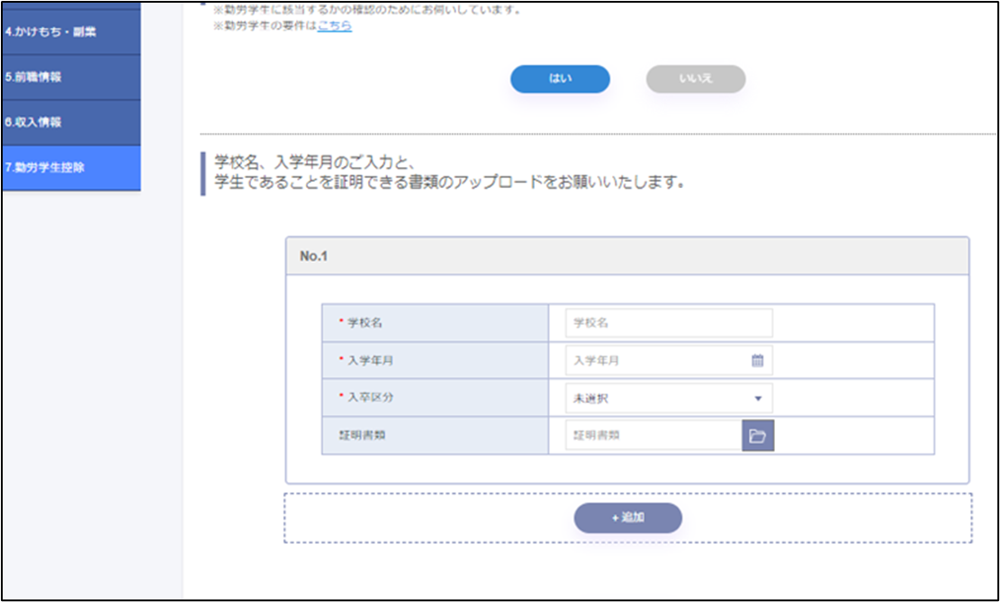 ※勤労学生に該当するかの確認のためにお伺いしています。
※勤労学生の要件はこちら
はい
いいえ
4.かけもち・副業
5.前職情報
6.収入情報
7.勤労学生控除
学校名、入学年月のご入力と、
学生であることを証明できる書類のアップロードをお願いいたします。
No.1
* 学校名 学校名
* 入学年月 入学年月
* 入卒区分 未選択
証明書類 証明書類
+ 追加